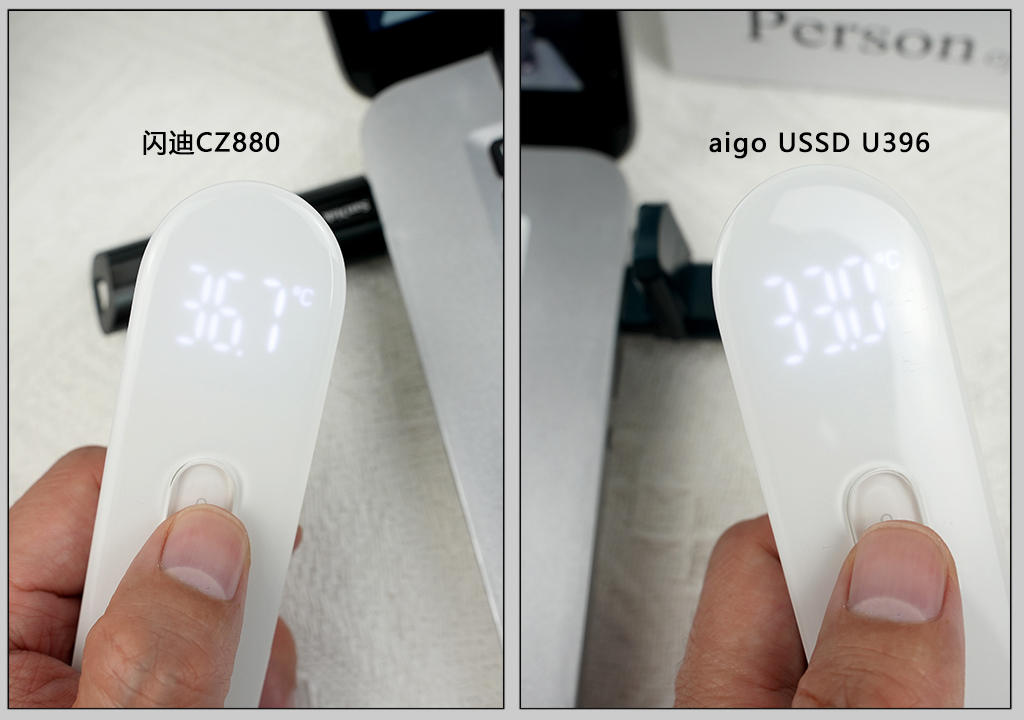 闪迪CZ880
36.7 °C
aigo USSD U396
33.0 °C
Person